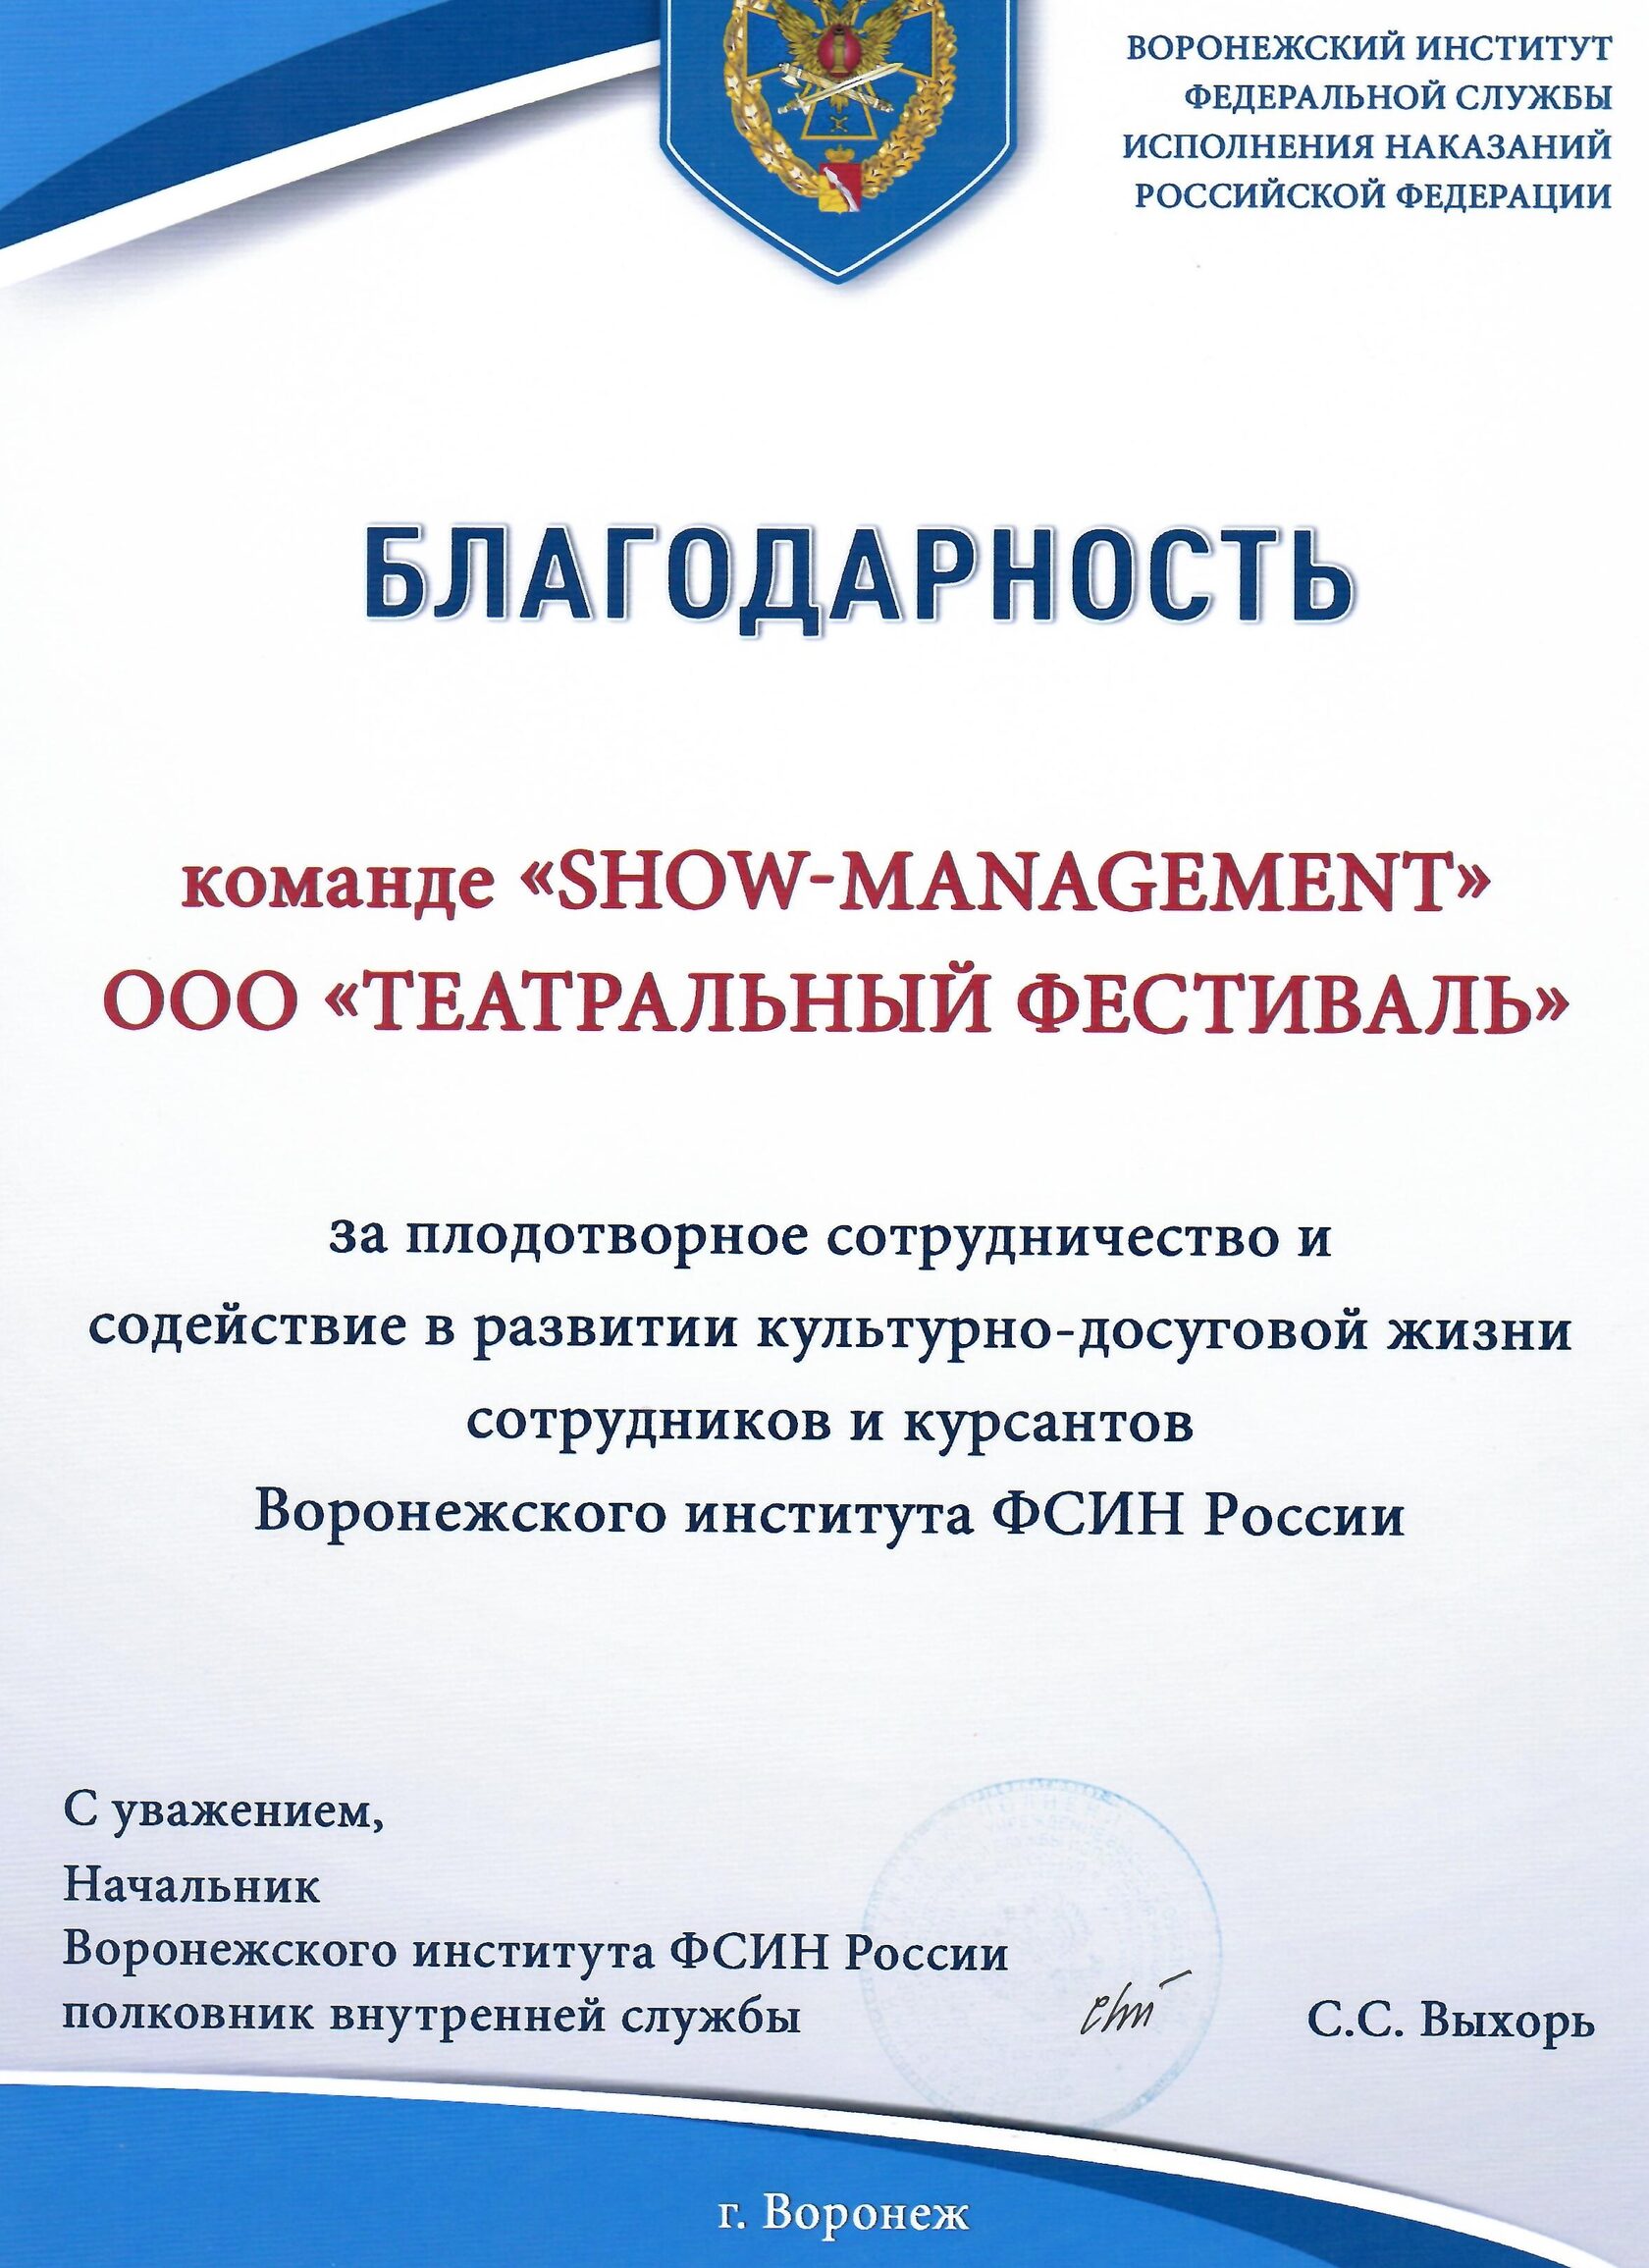 ВОРОНЕЖСКИЙ ИНСТИТУТ
ФЕДЕРАЛЬНОЙ СЛУЖБЫ
ИСПОЛНЕНИЯ НАКАЗАНИЙ
РОССИЙСКОЙ ФЕДЕРАЦИИ
БЛАГОДАРНОСТЬ
команде «SHOW-MANAGEMENT»
ООО «ТЕАТРАЛЬНЫЙ ФЕСТИВАЛЬ»
за плодотворное сотрудничество и
содействие в развитии культурно-досуговой жизни
сотрудников и курсантов
Воронежского института ФСИН России
С уважением,
Начальник
Воронежского института ФСИН России
полковник внутренней службы
С.С. Выхорь
г. Воронеж